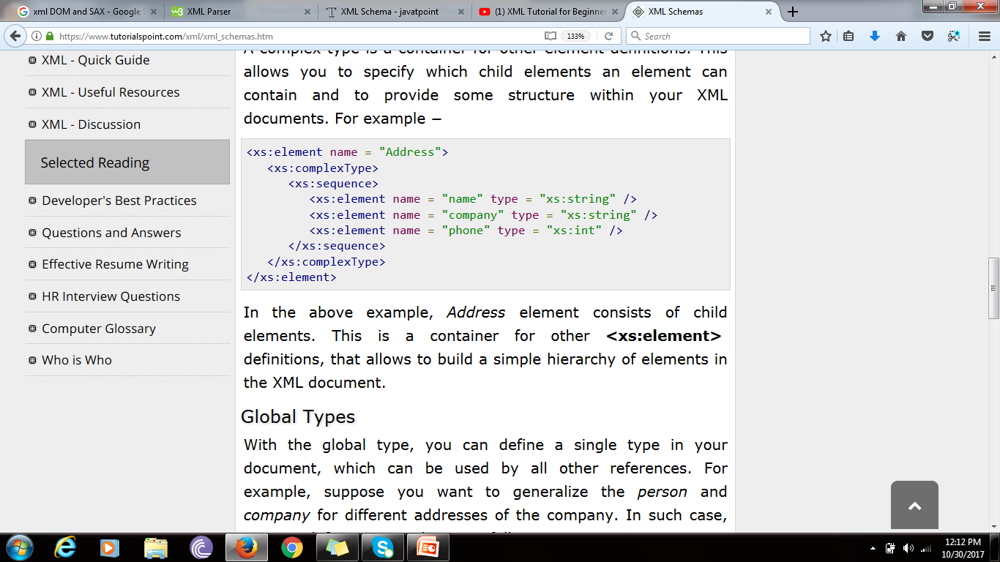 xml DOM and SAX - Google S
XML Parser
XML Schema - javatpoint
(1) XML Tutorial for Beginner
XML Schemas
https://www.tutorialspoint.com/xml/xml_schemas.htm
133%
Search
XML - Quick Guide
XML - Useful Resources
XML - Discussion
Selected Reading
Developer's Best Practices
Questions and Answers
Effective Resume Writing
HR Interview Questions
Computer Glossary
Who is Who
A complex type is a container for other element definitions. This
allows you to specify which child elements an element can
contain and to provide some structure within your XML
documents. For example −
<xs:element name = "Address">
   <xs:complexType>
      <xs:sequence>
         <xs:element name = "name" type = "xs:string" />
         <xs:element name = "company" type = "xs:string" />
         <xs:element name = "phone" type = "xs:int" />
      </xs:sequence>
   </xs:complexType>
</xs:element>
In the above example, Address element consists of child
elements. This is a container for other <xs:element>
definitions, that allows to build a simple hierarchy of elements in
the XML document.
Global Types
With the global type, you can define a single type in your
document, which can be used by all other references. For
example, suppose you want to generalize the person and
company for different addresses of the company. In such case,
12:12 PM
10/30/2017